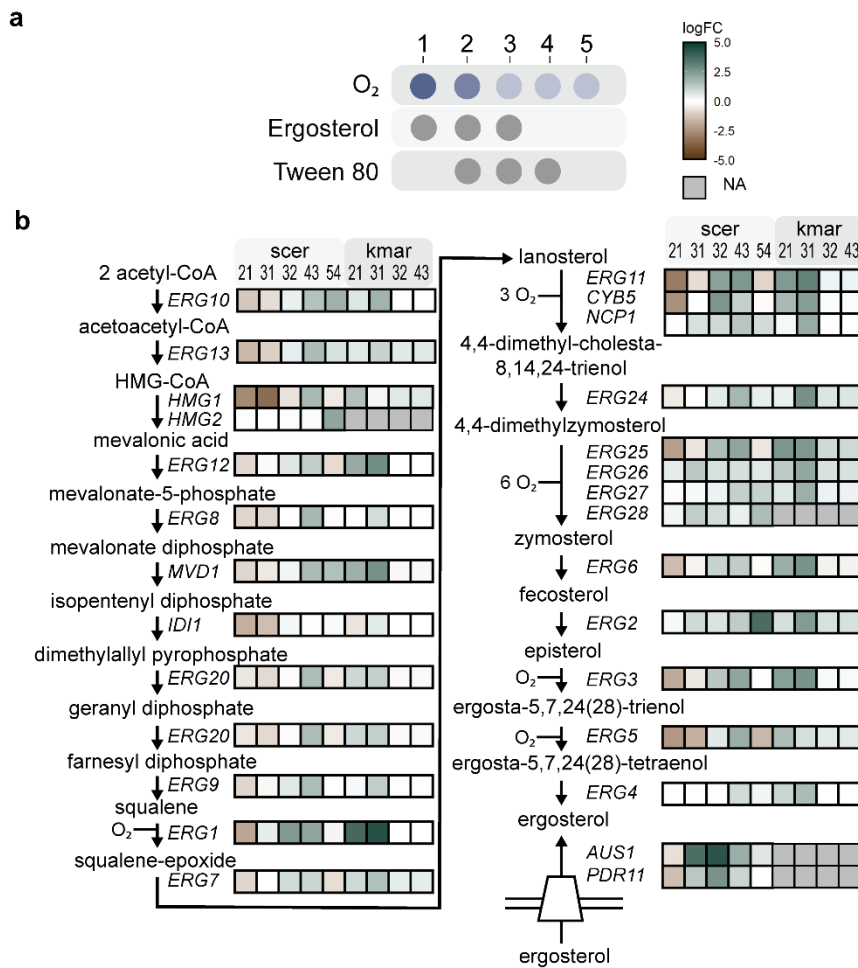 a
1 2 3 4 5
O₂
Ergosterol
Tween 80
logFC
5.0
2.5
0.0
-2.5
-5.0
NA
b
scer kmar
21 31 32 43 54 21 31 32 43
2 acetyl-CoA
ERG10
acetoacetyl-CoA
ERG13
HMG-CoA
HMG1
HMG2
mevalonic acid
ERG12
mevalonate-5-phosphate
ERG8
mevalonate diphosphate
MVD1
isopentenyl diphosphate
IDI1
dimethylallyl pyrophosphate
ERG20
geranyl diphosphate
ERG20
farnesyl diphosphate
ERG9
squalene
O₂ ERG1
squalene-epoxide
ERG7
scer kmar
21 31 32 43 54 21 31 32 43
lanosterol
ERG11
3 O₂ CYB5
NCP1
4,4-dimethyl-cholesta-
8,14,24-trienol
ERG24
4,4-dimethylzymosterol
ERG25
ERG26
6 O₂ ERG27
ERG28
zymosterol
ERG6
fecosterol
ERG2
episterol
O₂ ERG3
ergosta-5,7,24(28)-trienol
O₂ ERG5
ergosta-5,7,24(28)-tetraenol
ERG4
ergosterol
AUS1
PDR11
ergosterol